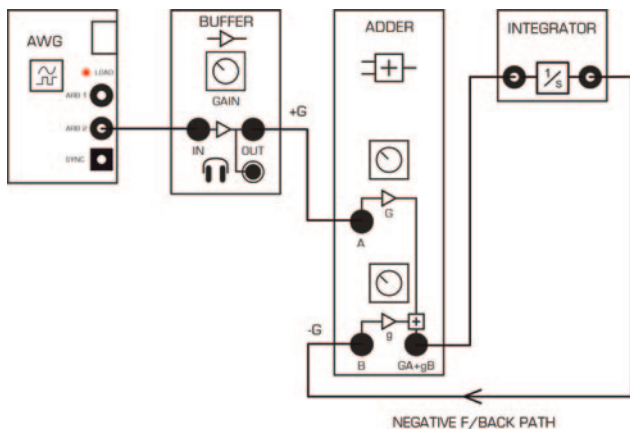 AWG
LOAD
ARB 1
ARB 2
SYNC
BUFFER
GAIN
IN
OUT
+G
ADDER
G
A
-G
g
B
GA+gB
INTEGRATOR
1/s
NEGATIVE F/BACK PATH